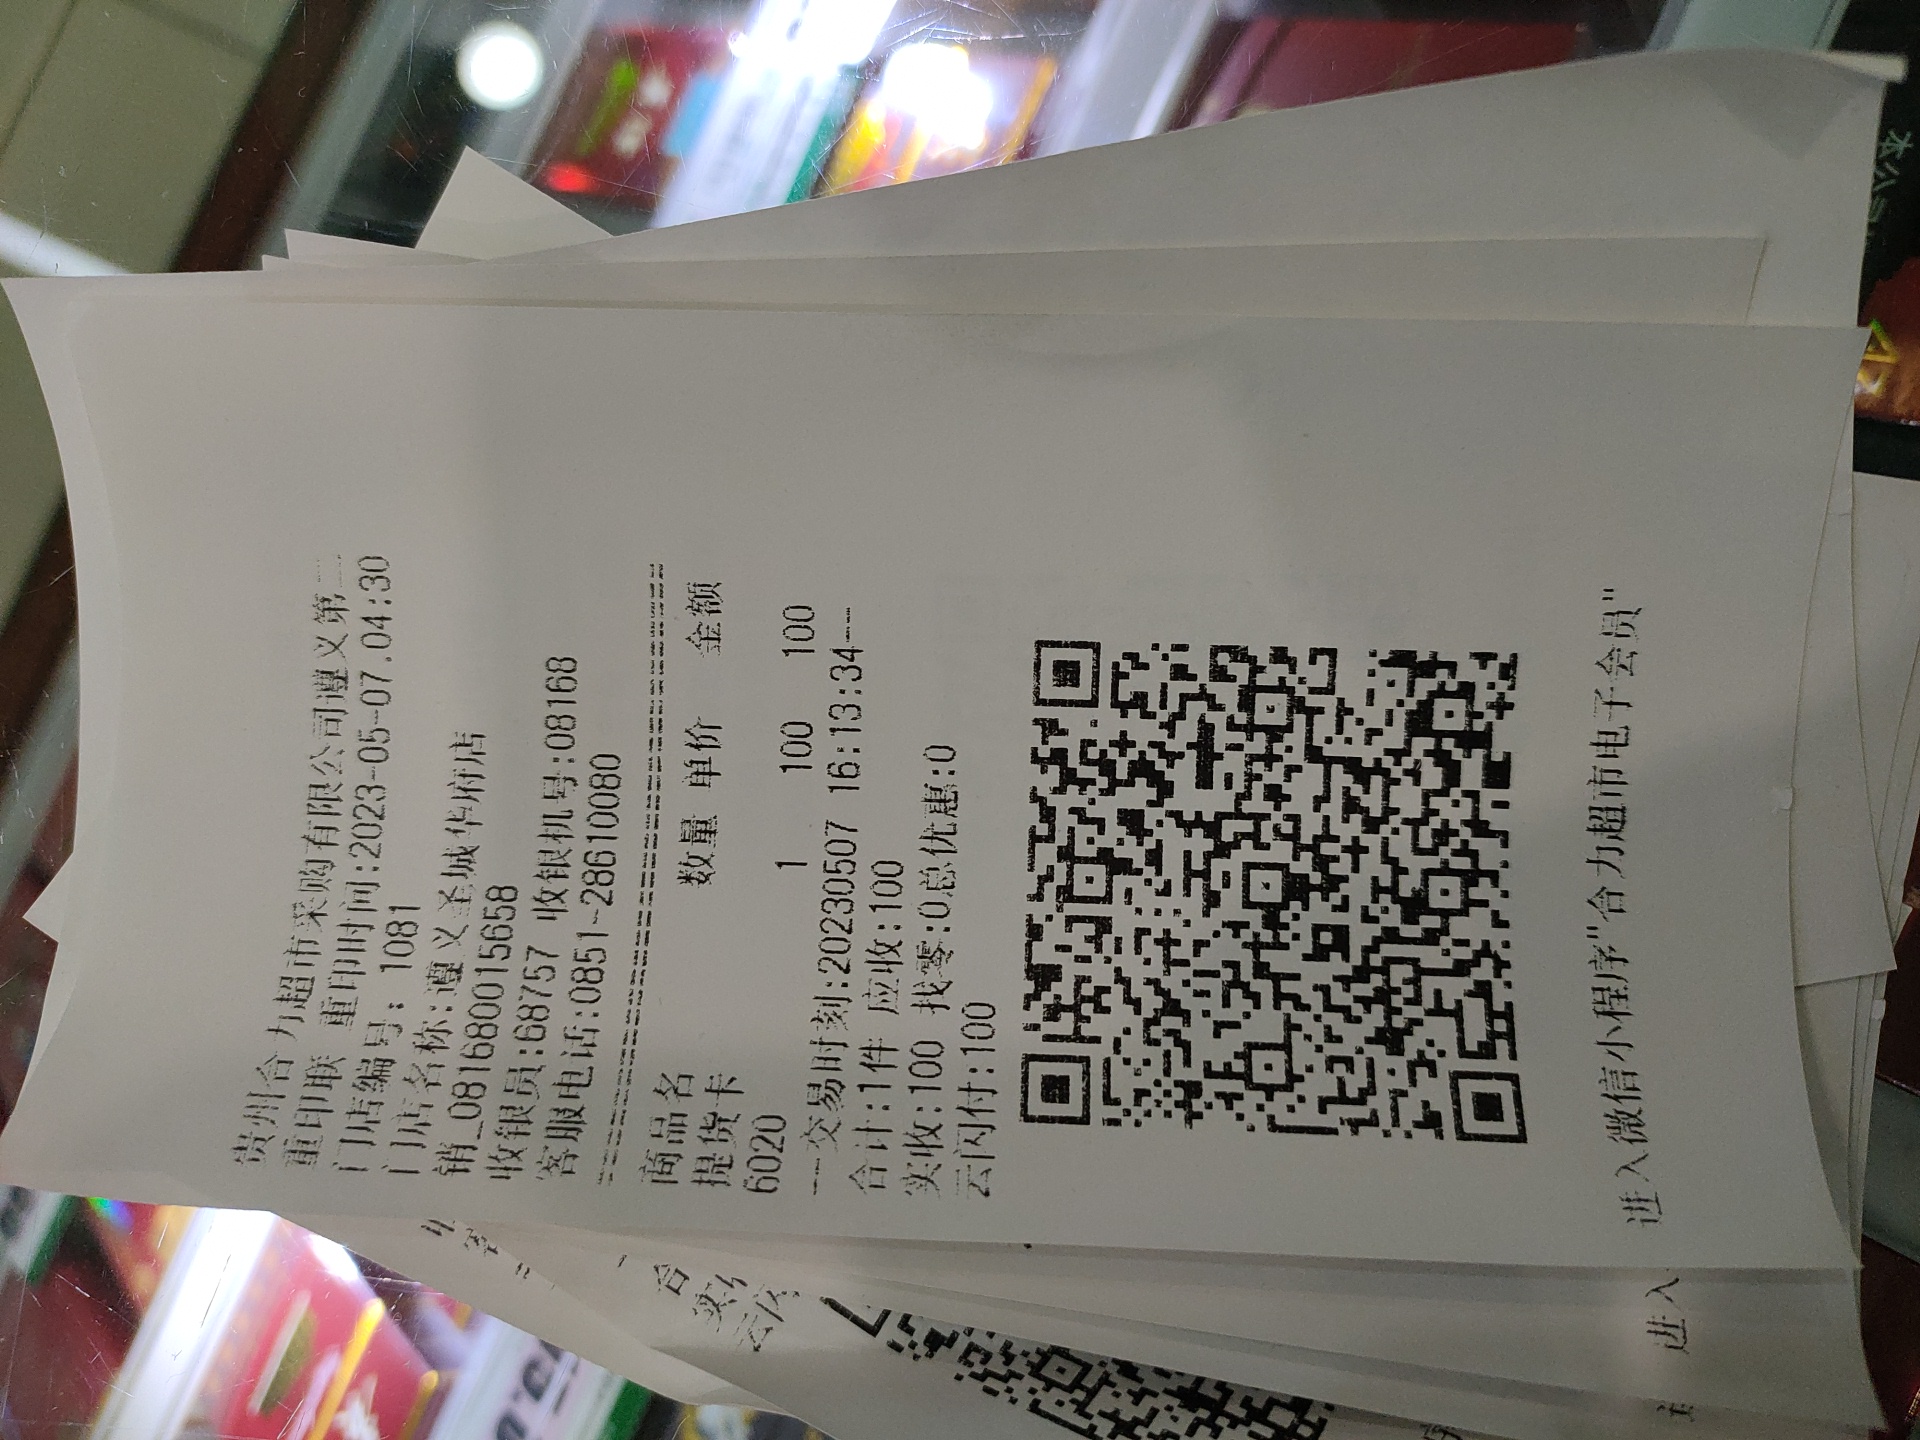 贵州合力超市采购有限公司遵义第二
重印联 重印时间:2023-05-07.04:30
门店编号: 1081
门店名称:遵义圣城华府店
销_0816800015658
收银员:68757 收银机号:08168
客服电话:0851-28610080
商品名 数量 单价 金额
提货卡
6020 1 100 100
--交易时刻:20230507 16:13:34--
合计:1件 应收:100
实收:100 找零:0总优惠:0
云闪付:100
进入微信小程序"合力超市电子会员"
进入